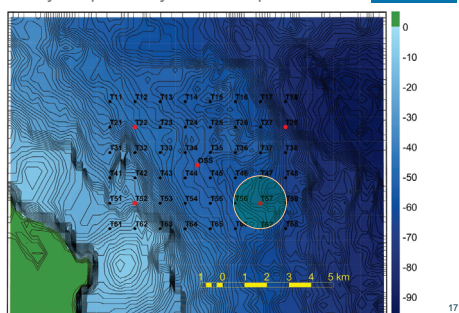 0
-10
T11 T12 T13 T14 T15 T16 T17 T18
-20
-30
T21 T22 T23 T24 T25 T26 T27 T28
-40
T31 T32 T33 T34 T35 T36 T37 T38
OSS
-50
T41 T42 T43 T44 T45 T46 T47 T48
T51 T52 T53 T54 T55 T56 T57 T58
-60
T61 T62 T63 T64 T65 T66 T67 T68
-70
-80
1 0 1 2 3 4 5 km
-90
17